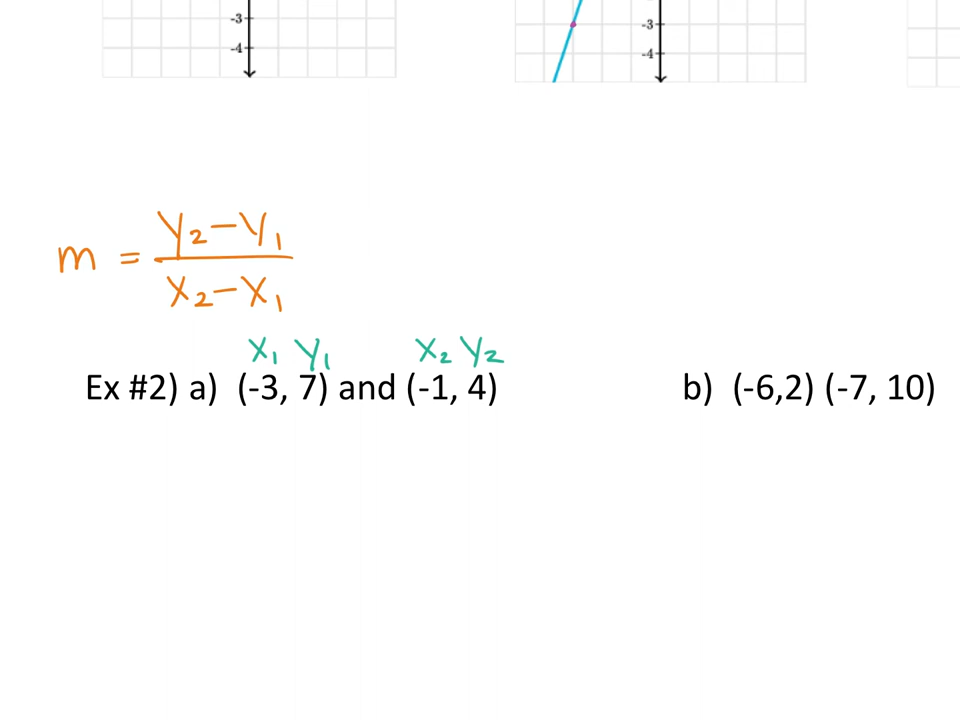 -3 -3
-4 -4
m = y₂-y₁ / x₂-x₁
x₁ y₁ x₂ y₂
Ex #2) a) (-3, 7) and (-1, 4) b) (-6,2) (-7, 10)